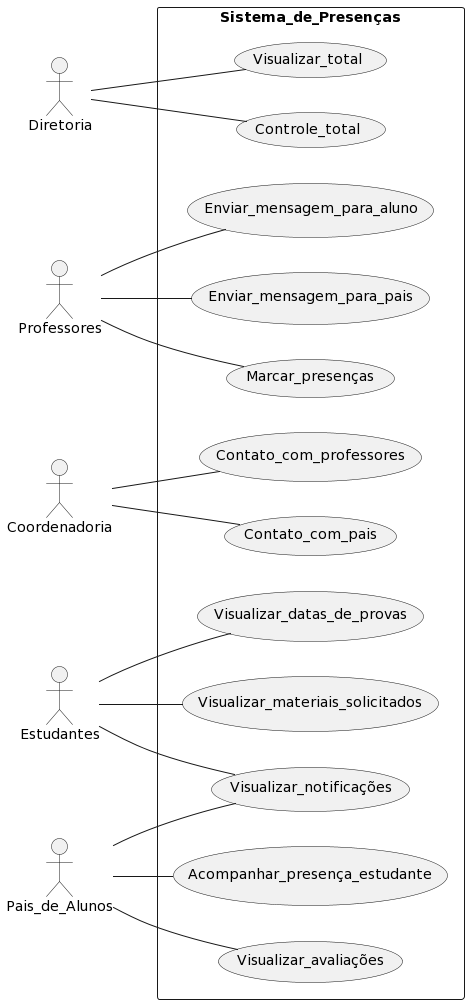 Sistema_de_Presenças
Visualizar_total
Diretoria
Controle_total
Enviar_mensagem_para_aluno
Professores
Enviar_mensagem_para_pais
Marcar_presenças
Contato_com_professores
Coordenadoria
Contato_com_pais
Visualizar_datas_de_provas
Visualizar_materiais_solicitados
Estudantes
Visualizar_notificações
Acompanhar_presença_estudante
Pais_de_Alunos
Visualizar_avaliações